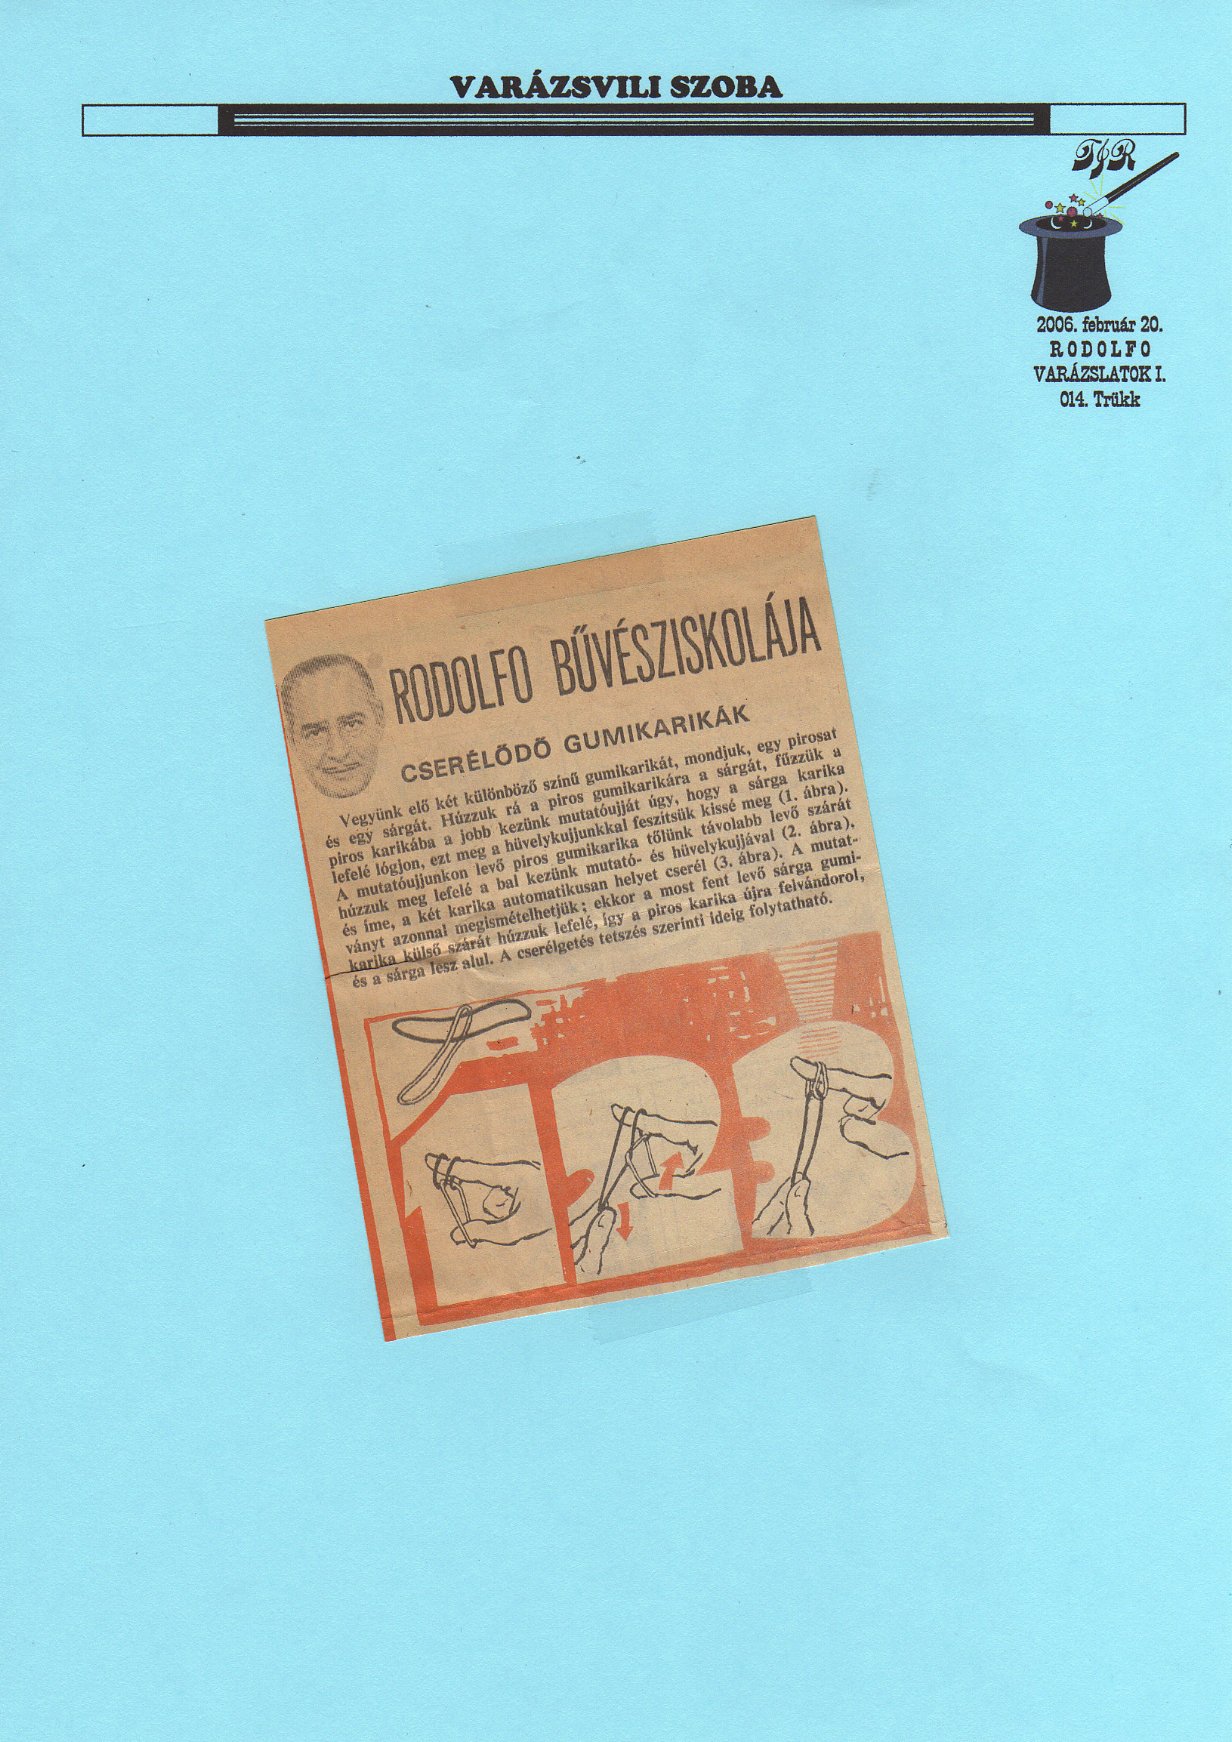 VARÁZSVILI SZOBA
TJR
2006. február 20.
RODOLFO
VARÁZSLATOK I.
014. Trükk
RODOLFO BŰVÉSZISKOLÁJA
CSERÉLŐDŐ GUMIKARIKÁK
Vegyünk elő két különböző színű gumikarikát, mondjuk, egy pirosat
és egy sárgát. Húzzuk rá a piros gumikarikára a sárgát, fűzzük a
piros karikába a jobb kezünk mutatóujját úgy, hogy a sárga karika
lefelé lógjon, ezt meg a hüvelykujjunkkal feszítsük kissé meg (1. ábra).
A mutatóujjunkon levő piros gumikarika tőlünk távolabb levő szárát
húzzuk meg lefelé a bal kezünk mutató- és hüvelykujjával (2. ábra),
és íme, a két karika automatikusan helyet cserél (3. ábra). A mutat-
ványt azonnal megismételhetjük; ekkor a most fent levő sárga gumi-
karika külső szárát húzzuk lefelé, így a piros karika újra felvándorol,
és a sárga lesz alul. A cserélgetés tetszés szerinti ideig folytatható.
1 2 3